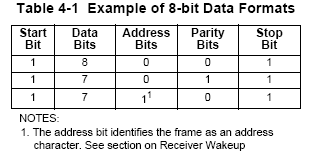 Table 4-1 Example of 8-bit Data Formats
Start Bit Data Bits Address Bits Parity Bits Stop Bit
1 8 0 0 1
1 7 0 1 1
1 7 1¹ 0 1
NOTES:
1. The address bit identifies the frame as an address
character. See section on Receiver Wakeup